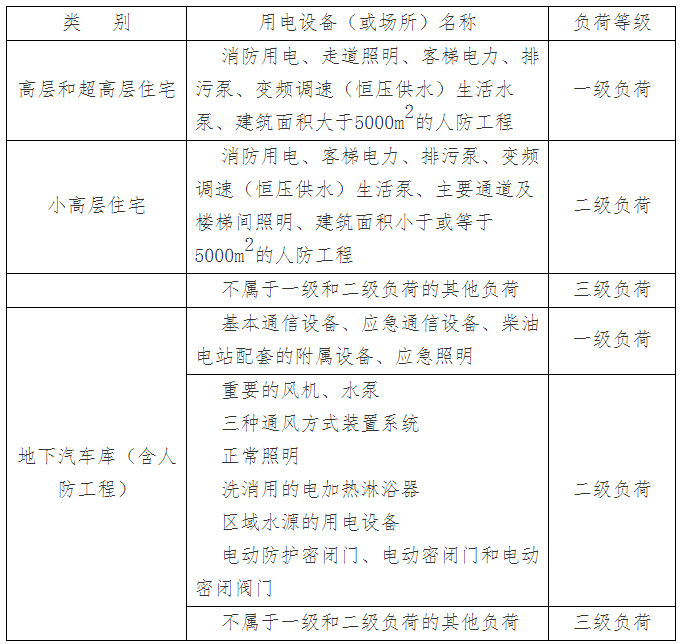 类 别 用电设备（或场所）名称 负荷等级
高层和超高层住宅
消防用电、走道照明、客梯电力、排
污泵、变频调速（恒压供水）生活水
泵、建筑面积大于5000m²的人防工程
一级负荷
小高层住宅
消防用电、客梯电力、排污泵、变频
调速（恒压供水）生活泵、主要通道及
楼梯间照明、建筑面积小于或等于
5000m²的人防工程
二级负荷
不属于一级和二级负荷的其他负荷 三级负荷
地下汽车库（含人
防工程）
基本通信设备、应急通信设备、柴油
电站配套的附属设备、应急照明
一级负荷
重要的风机、水泵
三种通风方式装置系统
正常照明
洗消用的电加热淋浴器
区域水源的用电设备
电动防护密闭门、电动密闭门和电动
密闭阀门
二级负荷
不属于一级和二级负荷的其他负荷 三级负荷